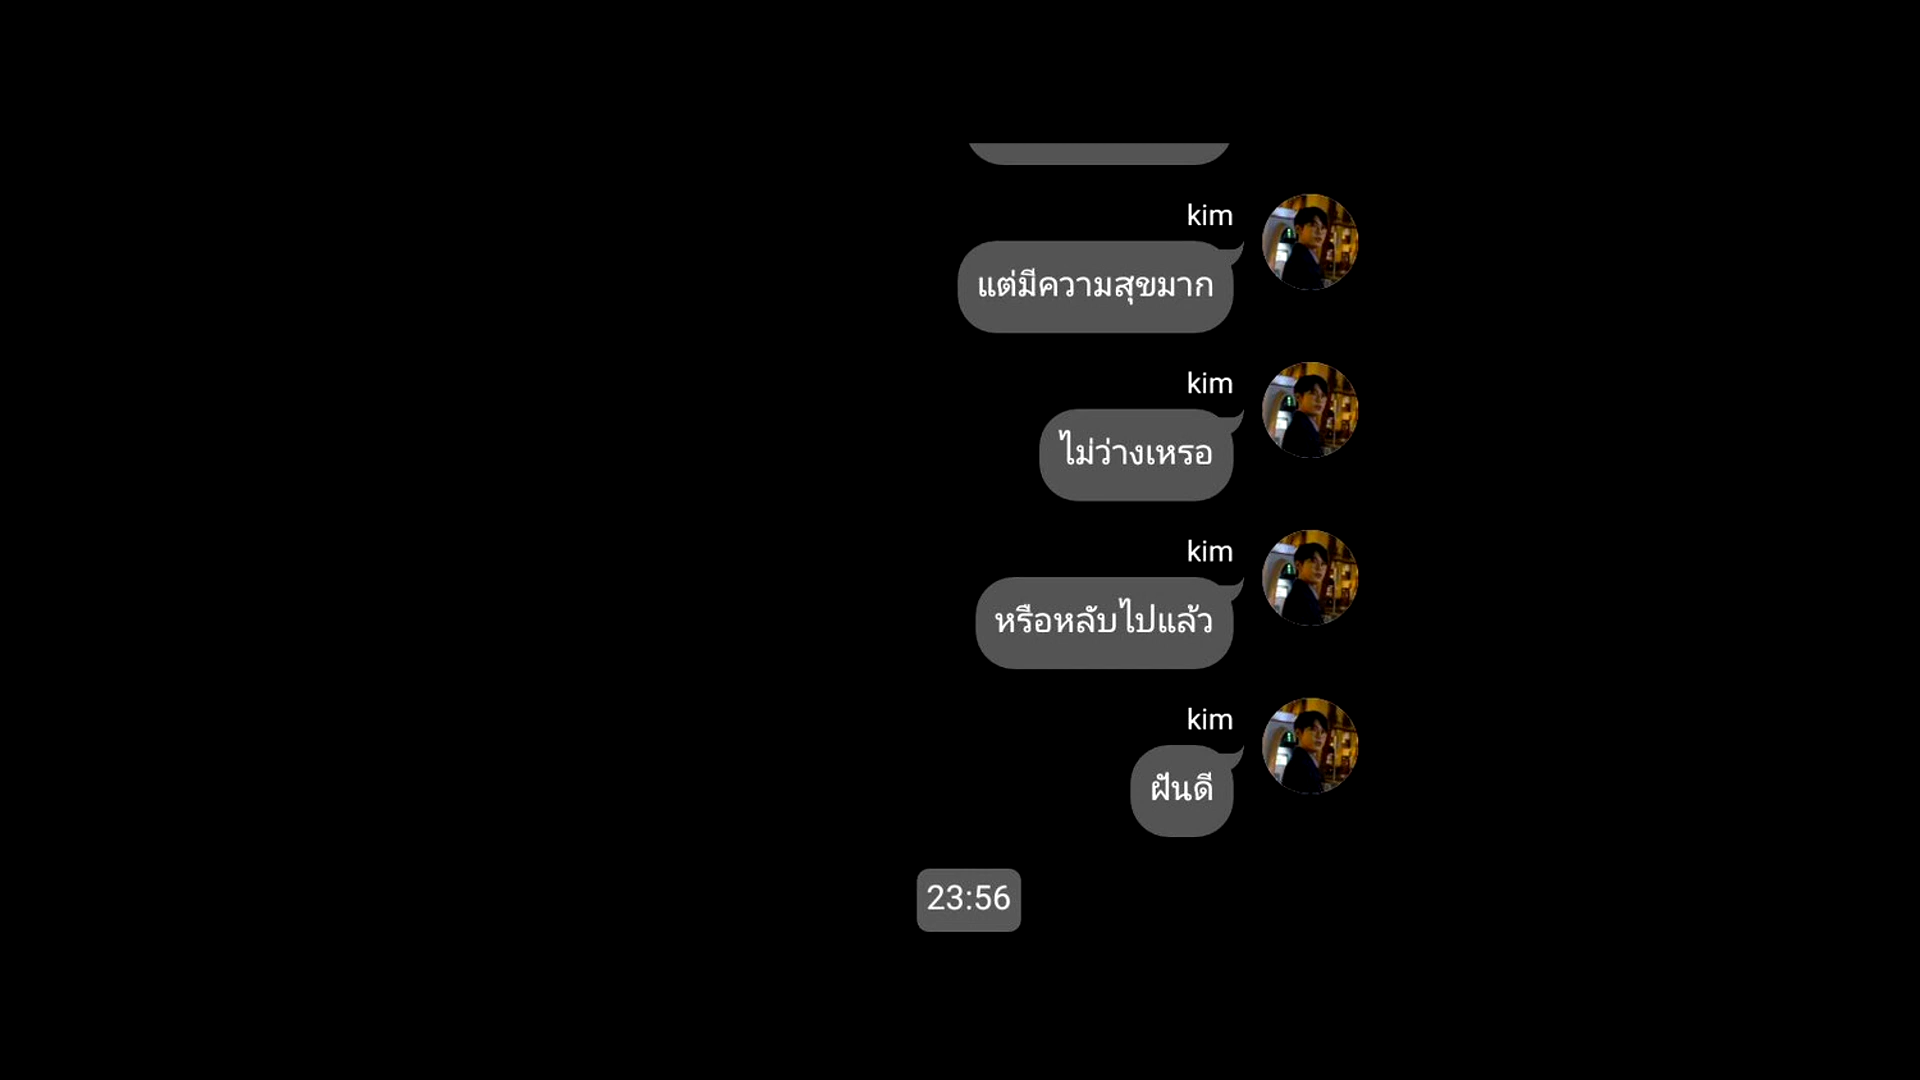 kim
แต่มีความสุขมาก
kim
ไม่ว่างเหรอ
kim
หรือหลับไปแล้ว
kim
ฝันดี
23:56